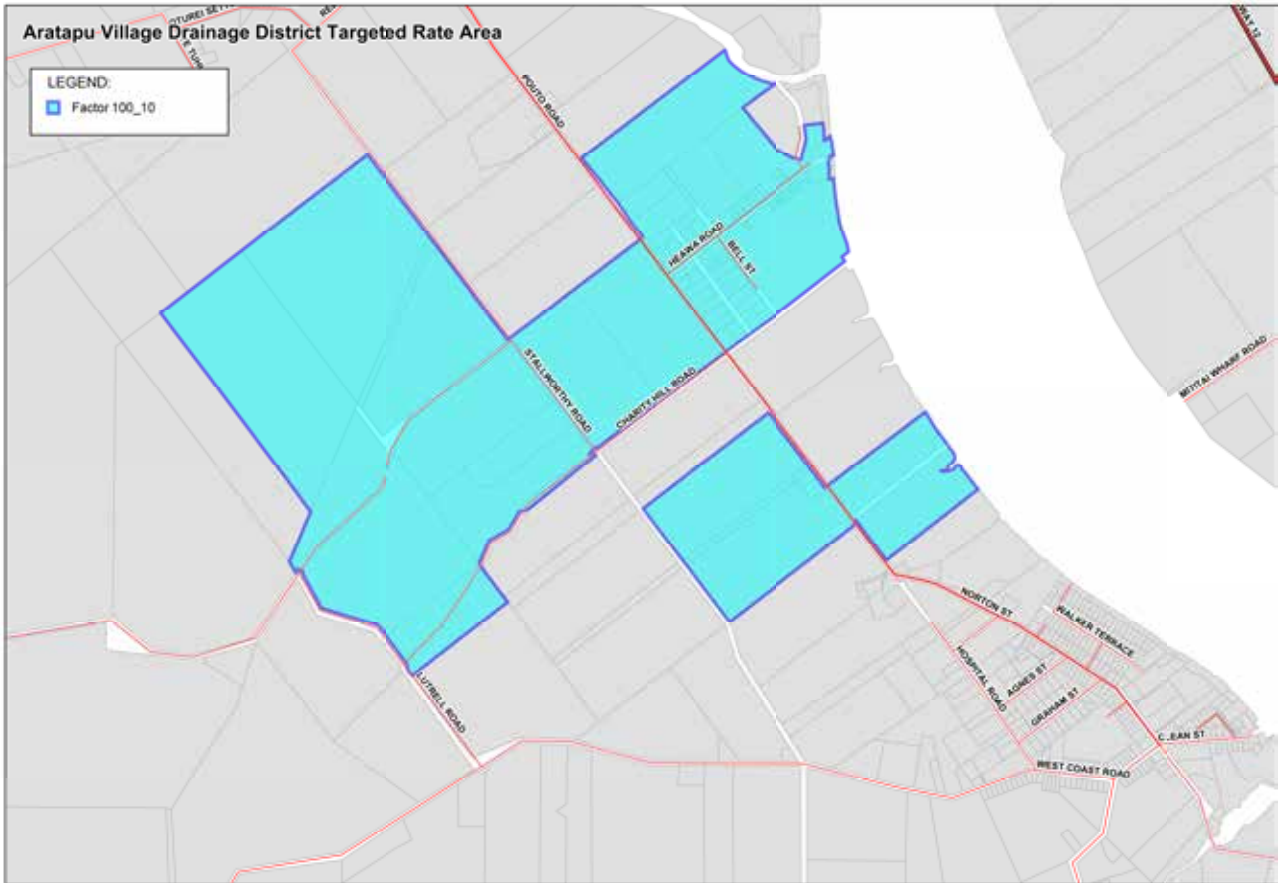 Aratapu Village Drainage District Targeted Rate Area
LEGEND:
Factor 100_10
POUTO ROAD
HEAWA ROAD
BELL ST
STALLWORTHY ROAD
CHARITY HILL ROAD
MITITAI WHARF ROAD
LUTRELL ROAD
NORTON ST
WALKER TERRACE
HOSPITAL ROAD
AGNES ST
GRAHAM ST
WEST COAST ROAD